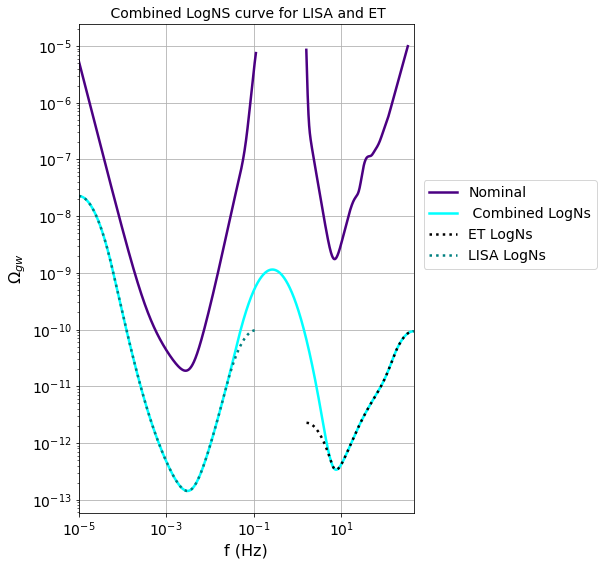 Combined LogNS curve for LISA and ET
10⁻⁵
10⁻⁶
10⁻⁷
10⁻⁸
10⁻⁹
10⁻¹⁰
10⁻¹¹
10⁻¹²
10⁻¹³
Ω_gw
10⁻⁵ 10⁻³ 10⁻¹ 10¹
f (Hz)
Nominal
Combined LogNs
ET LogNs
LISA LogNs